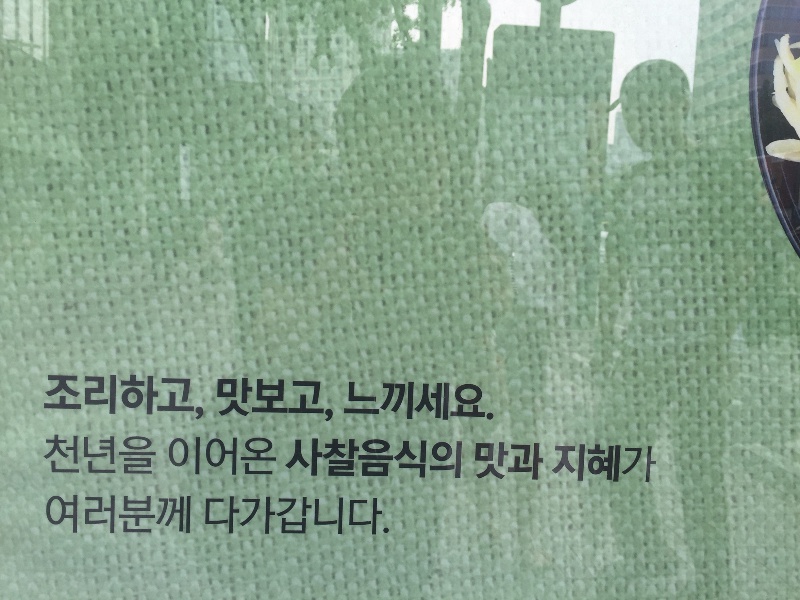 조리하고, 맛보고, 느끼세요.
천년을 이어온 사찰음식의 맛과 지혜가
여러분께 다가갑니다.